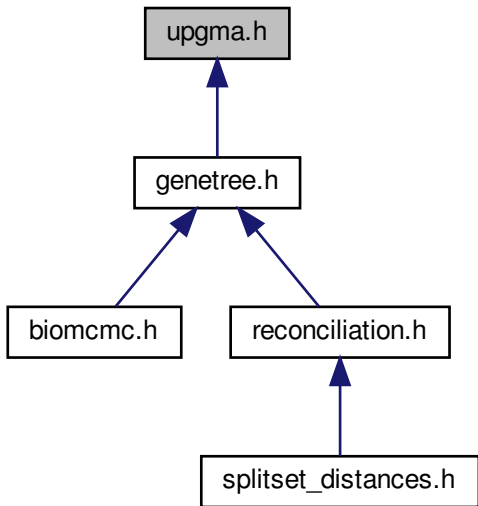 upgma.h
genetree.h
biomcmc.h
reconciliation.h
splitset_distances.h